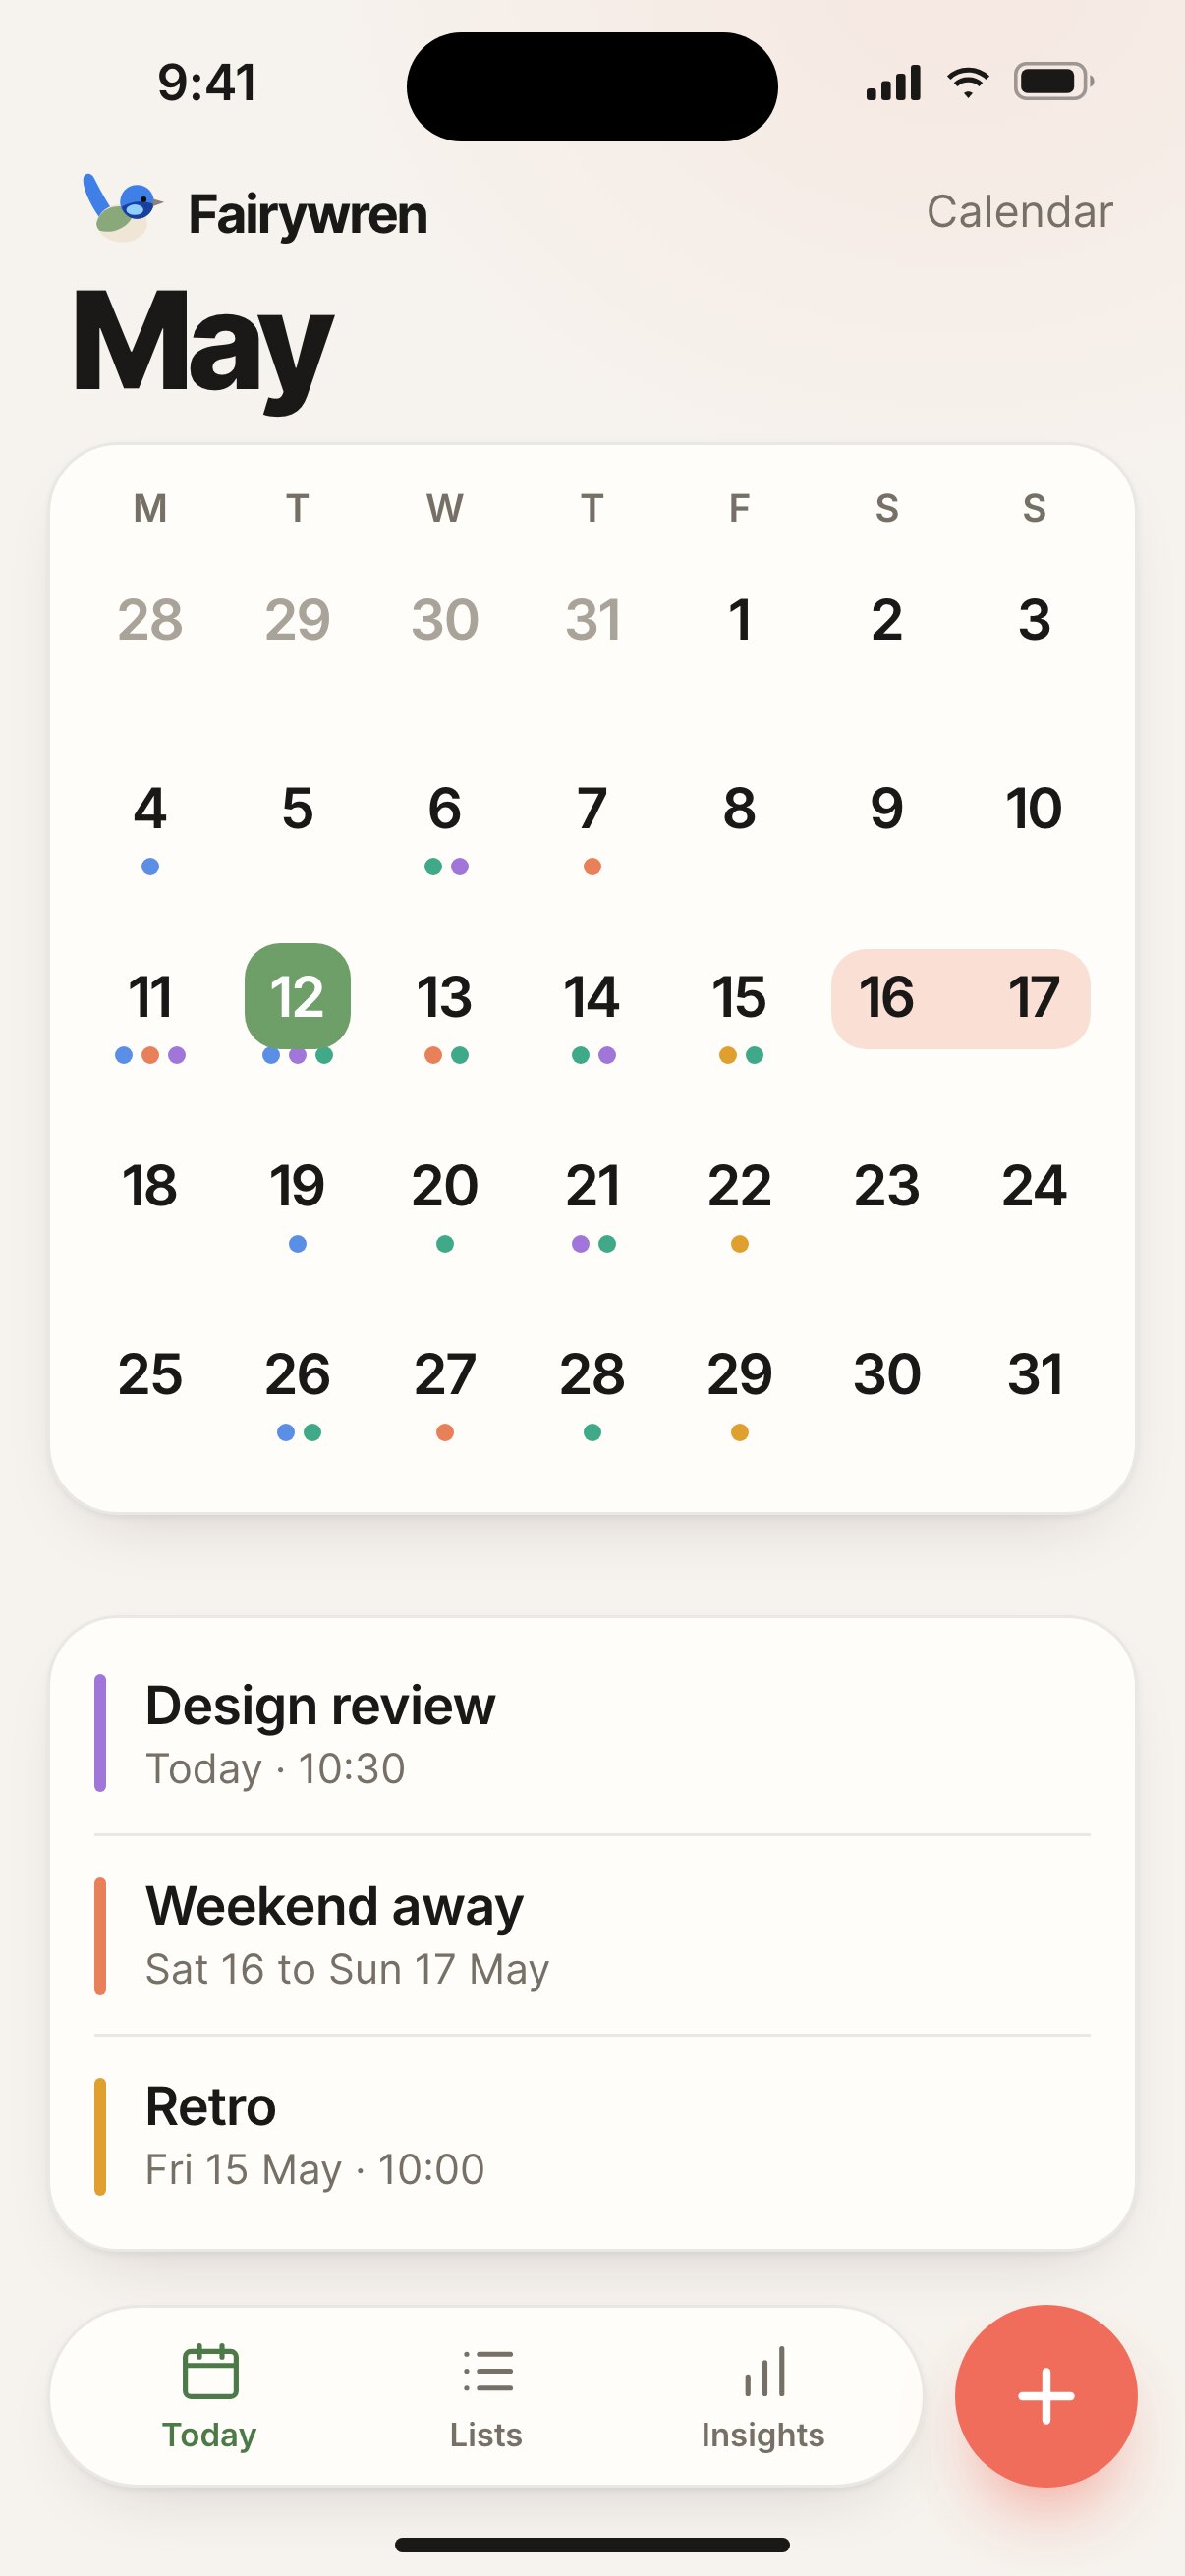 9:41
Fairywren
Calendar
May
M T W T F S S
28 29 30 31 1 2 3
4 5 6 7 8 9 10
11 12 13 14 15 16 17
18 19 20 21 22 23 24
25 26 27 28 29 30 31
Design review
Today · 10:30
Weekend away
Sat 16 to Sun 17 May
Retro
Fri 15 May · 10:00
Today Lists Insights